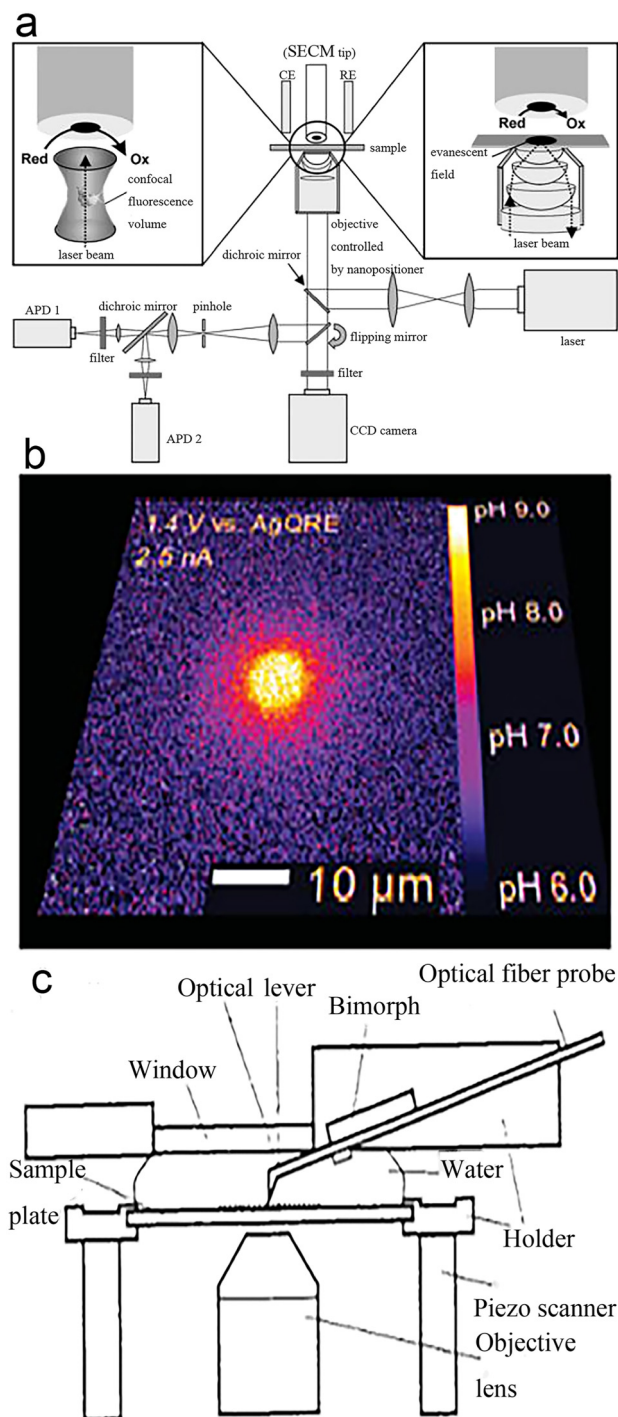 a
(SECM tip)
CE
RE
sample
Red
Ox
confocal
fluorescence
volume
laser beam
Red
Ox
evanescent
field
laser beam
objective
controlled
by nanopositioner
dichroic mirror
dichroic mirror
pinhole
APD 1
filter
flipping mirror
laser
filter
APD 2
CCD camera
b
1.4 V vs. AgQRE
2.5 nA
pH 9.0
pH 8.0
pH 7.0
pH 6.0
10 µm
c
Optical fiber probe
Optical lever
Bimorph
Window
Sample
plate
Water
Holder
Piezo scanner
Objective
lens